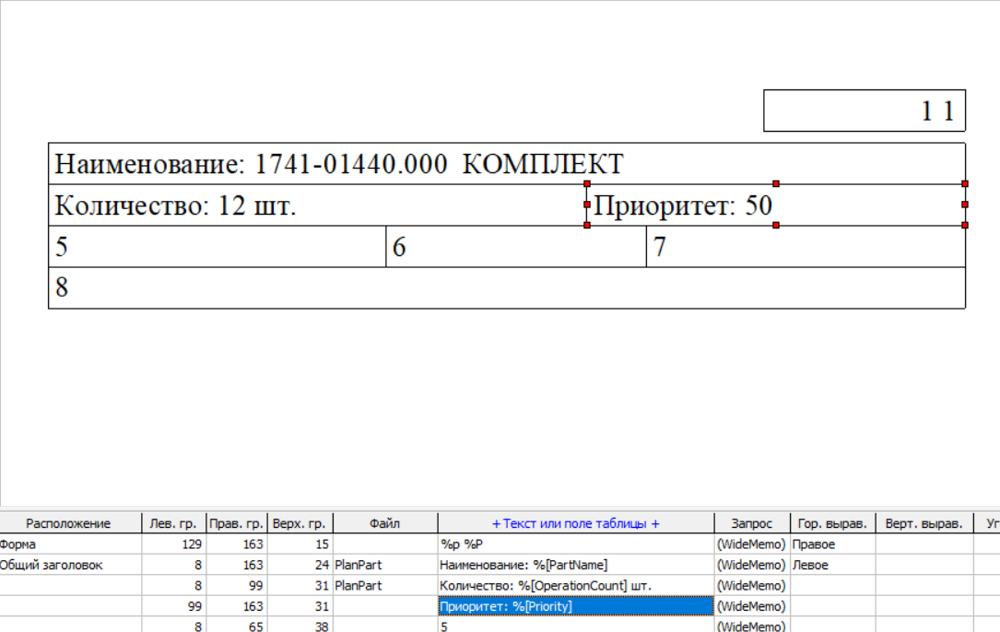 1 1
Наименование: 1741-01440.000 КОМПЛЕКТ
Количество: 12 шт. Приоритет: 50
5 6 7
8
Расположение Лев. гр. Прав. гр. Верх. гр. Файл + Текст или поле таблицы + Запрос Гор. вырав. Верт. вырав. Уг
Форма 129 163 15 %p %P (WideMemo) Правое
Общий заголовок 8 163 24 PlanPart Наименование: %[PartName] (WideMemo) Левое
8 99 31 PlanPart Количество: %[OperationCount] шт. (WideMemo)
99 163 31 Приоритет: %[Priority] (WideMemo)
8 65 38 5 (WideMemo)